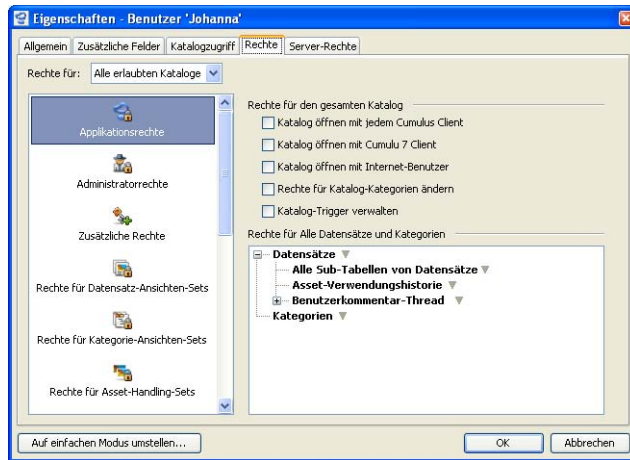 Eigenschaften - Benutzer 'Johanna'
Allgemein Zusätzliche Felder Katalogzugriff Rechte Server-Rechte
Rechte für: Alle erlaubten Kataloge
Applikationsrechte
Administratorrechte
Zusätzliche Rechte
Rechte für Datensatz-Ansichten-Sets
Rechte für Kategorie-Ansichten-Sets
Rechte für Asset-Handling-Sets
Rechte für den gesamten Katalog
Katalog öffnen mit jedem Cumulus Client
Katalog öffnen mit Cumulu 7 Client
Katalog öffnen mit Internet-Benutzer
Rechte für Katalog-Kategorien ändern
Katalog-Trigger verwalten
Rechte für Alle Datensätze und Kategorien
Datensätze
Alle Sub-Tabellen von Datensätze
Asset-Verwendungshistorie
Benutzerkommentar-Thread
Kategorien
Auf einfachen Modus umstellen... OK Abbrechen